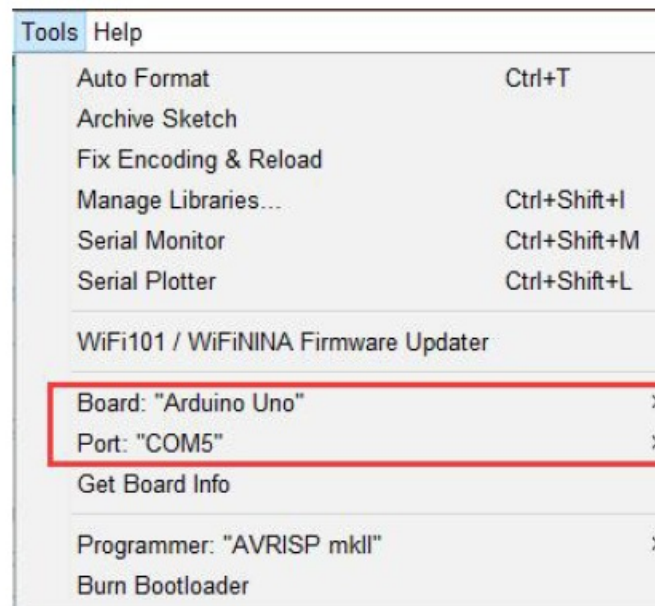 Tools Help
Auto Format Ctrl+T
Archive Sketch
Fix Encoding & Reload
Manage Libraries... Ctrl+Shift+I
Serial Monitor Ctrl+Shift+M
Serial Plotter Ctrl+Shift+L
WiFi101 / WiFiNINA Firmware Updater
Board: "Arduino Uno"
Port: "COM5"
Get Board Info
Programmer: "AVRISP mkII"
Burn Bootloader